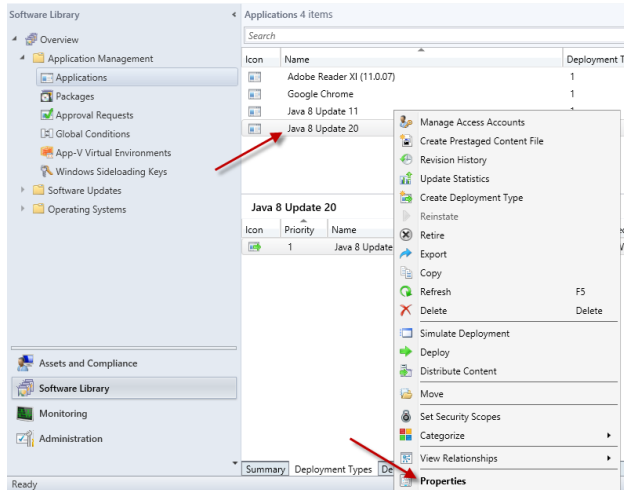 Software Library
Applications 4 items
Search
Icon Name Deployment T
Adobe Reader XI (11.0.07) 1
Google Chrome 1
Java 8 Update 11 1
Java 8 Update 20
Overview
Application Management
Applications
Packages
Approval Requests
Global Conditions
App-V Virtual Environments
Windows Sideloading Keys
Software Updates
Operating Systems
Java 8 Update 20
Icon Priority Name
1 Java 8 Update
Manage Access Accounts
Create Prestaged Content File
Revision History
Update Statistics
Create Deployment Type
Reinstate
Retire
Export
Copy
Refresh F5
Delete Delete
Simulate Deployment
Deploy
Distribute Content
Move
Set Security Scopes
Categorize
View Relationships
Properties
Assets and Compliance
Software Library
Monitoring
Administration
Summary Deployment Types De
Ready